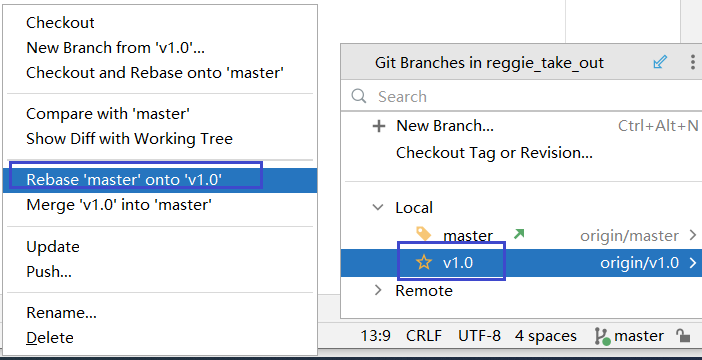 Checkout
New Branch from 'v1.0'...
Checkout and Rebase onto 'master'
Compare with 'master'
Show Diff with Working Tree
Rebase 'master' onto 'v1.0'
Merge 'v1.0' into 'master'
Update
Push...
Rename...
Delete
Git Branches in reggie_take_out
Search
New Branch... Ctrl+Alt+N
Checkout Tag or Revision...
Local
master origin/master
v1.0 origin/v1.0
Remote
13:9 CRLF UTF-8 4 spaces master